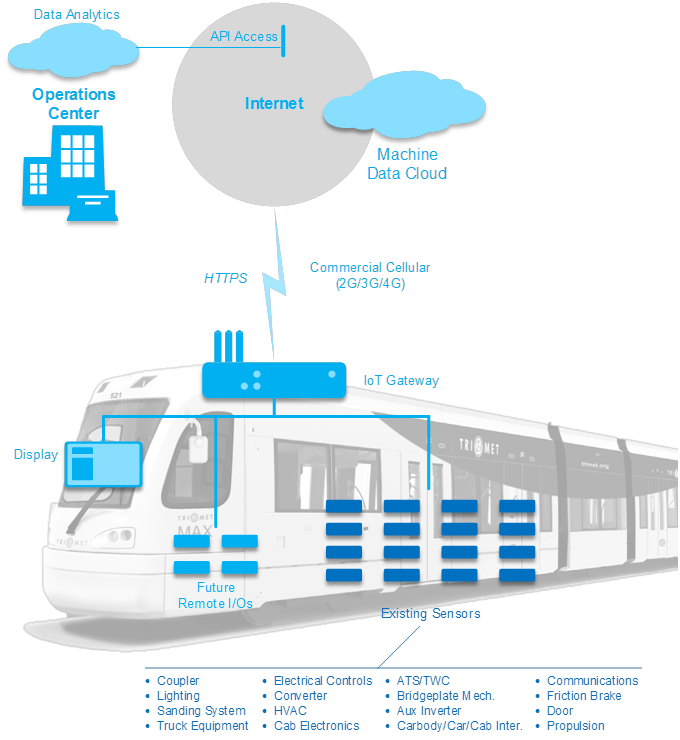 Data Analytics
API Access
Operations
Center
Internet
Machine
Data Cloud
HTTPS
Commercial Cellular
(2G/3G/4G)
IoT Gateway
521
TRI MET
trimet.org
Display
TRI MET
MAX
TRI MET
Future
Remote I/Os
Existing Sensors
• Coupler
• Lighting
• Sanding System
• Truck Equipment
• Electrical Controls
• Converter
• HVAC
• Cab Electronics
• ATS/TWC
• Bridgeplate Mech.
• Aux Inverter
• Carbody/Car/Cab Inter.
• Communications
• Friction Brake
• Door
• Propulsion